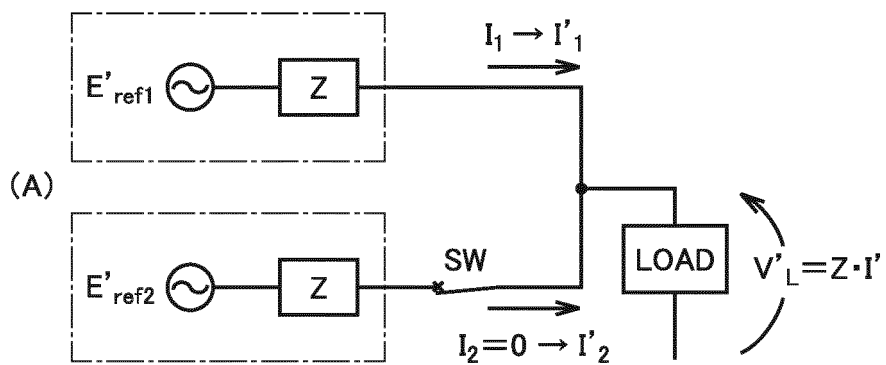 I₁ → I'₁
E'ref1
Z
(A)
E'ref2
Z
SW
LOAD
V'L=Z·I'
I₂=0 → I'₂